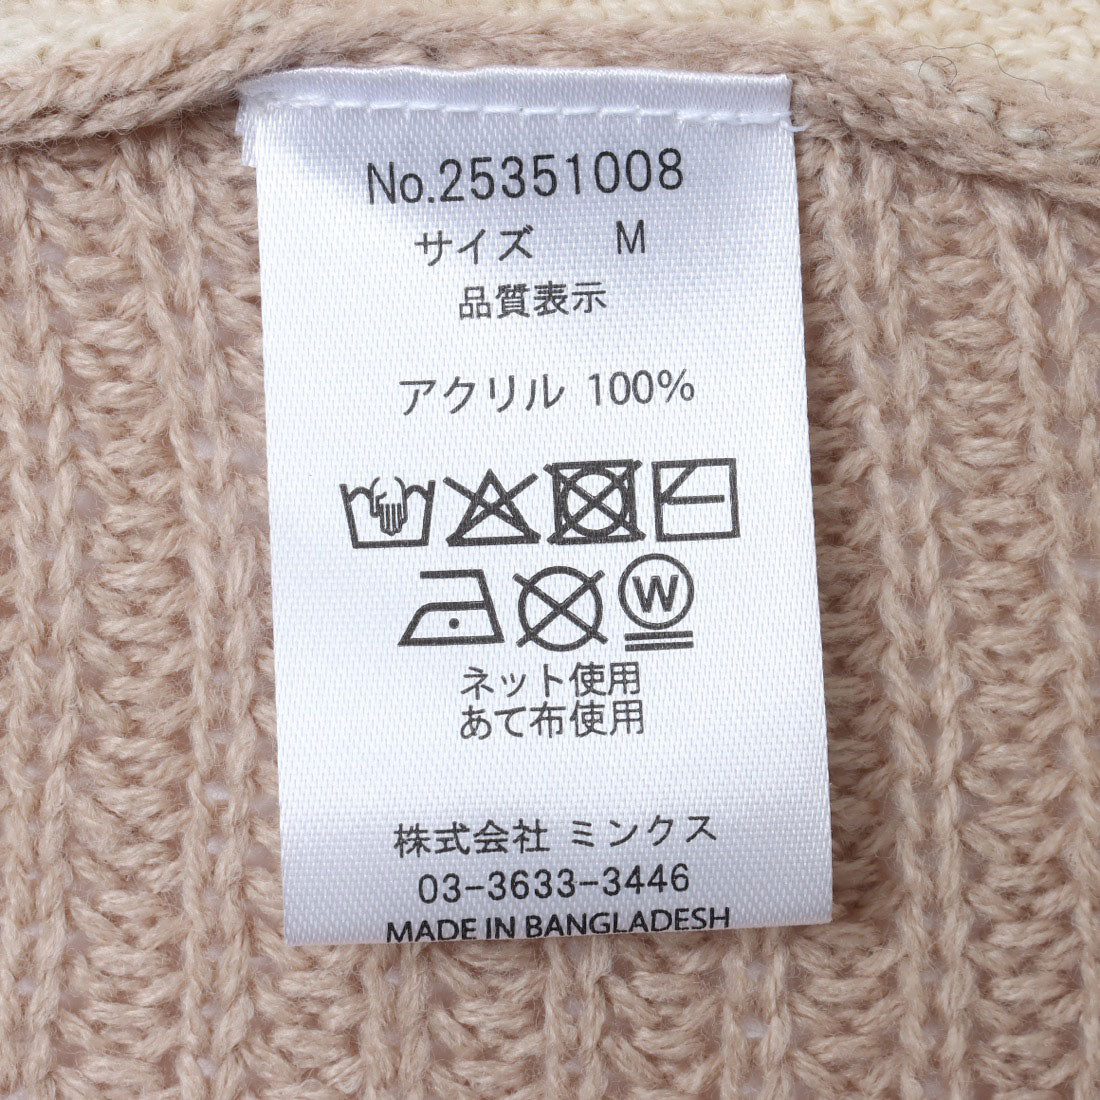 No.25351008
サイズ M
品質表示
アクリル 100%
W
ネット使用
あて布使用
株式会社 ミンクス
03-3633-3446
MADE IN BANGLADESH